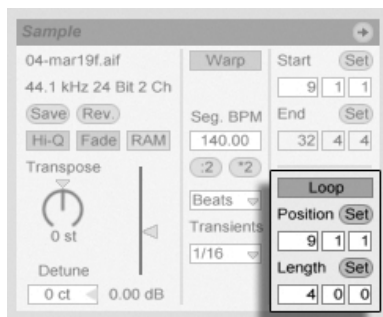 Sample
04-mar19f.aif
44.1 kHz 24 Bit 2 Ch
Save Rev.
Hi-Q Fade RAM
Transpose
0 st
Detune
0 ct 0.00 dB
Warp
Seg. BPM
140.00
:2 *2
Beats
Transients
1/16
Start Set
9 1 1
End Set
32 4 4
Loop
Position Set
9 1 1
Length Set
4 0 0